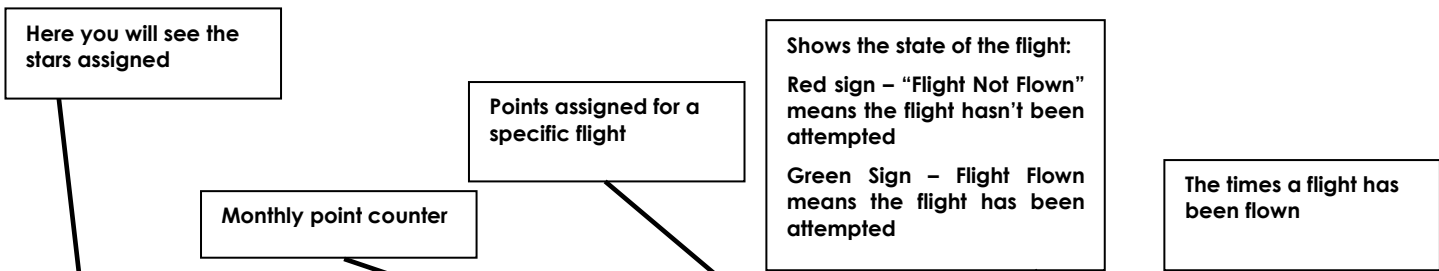 Here you will see the
stars assigned
Points assigned for a
specific flight
Monthly point counter
Shows the state of the flight:
Red sign – “Flight Not Flown”
means the flight hasn’t been
attempted
Green Sign – Flight Flown
means the flight has been
attempted
The times a flight has
been flown